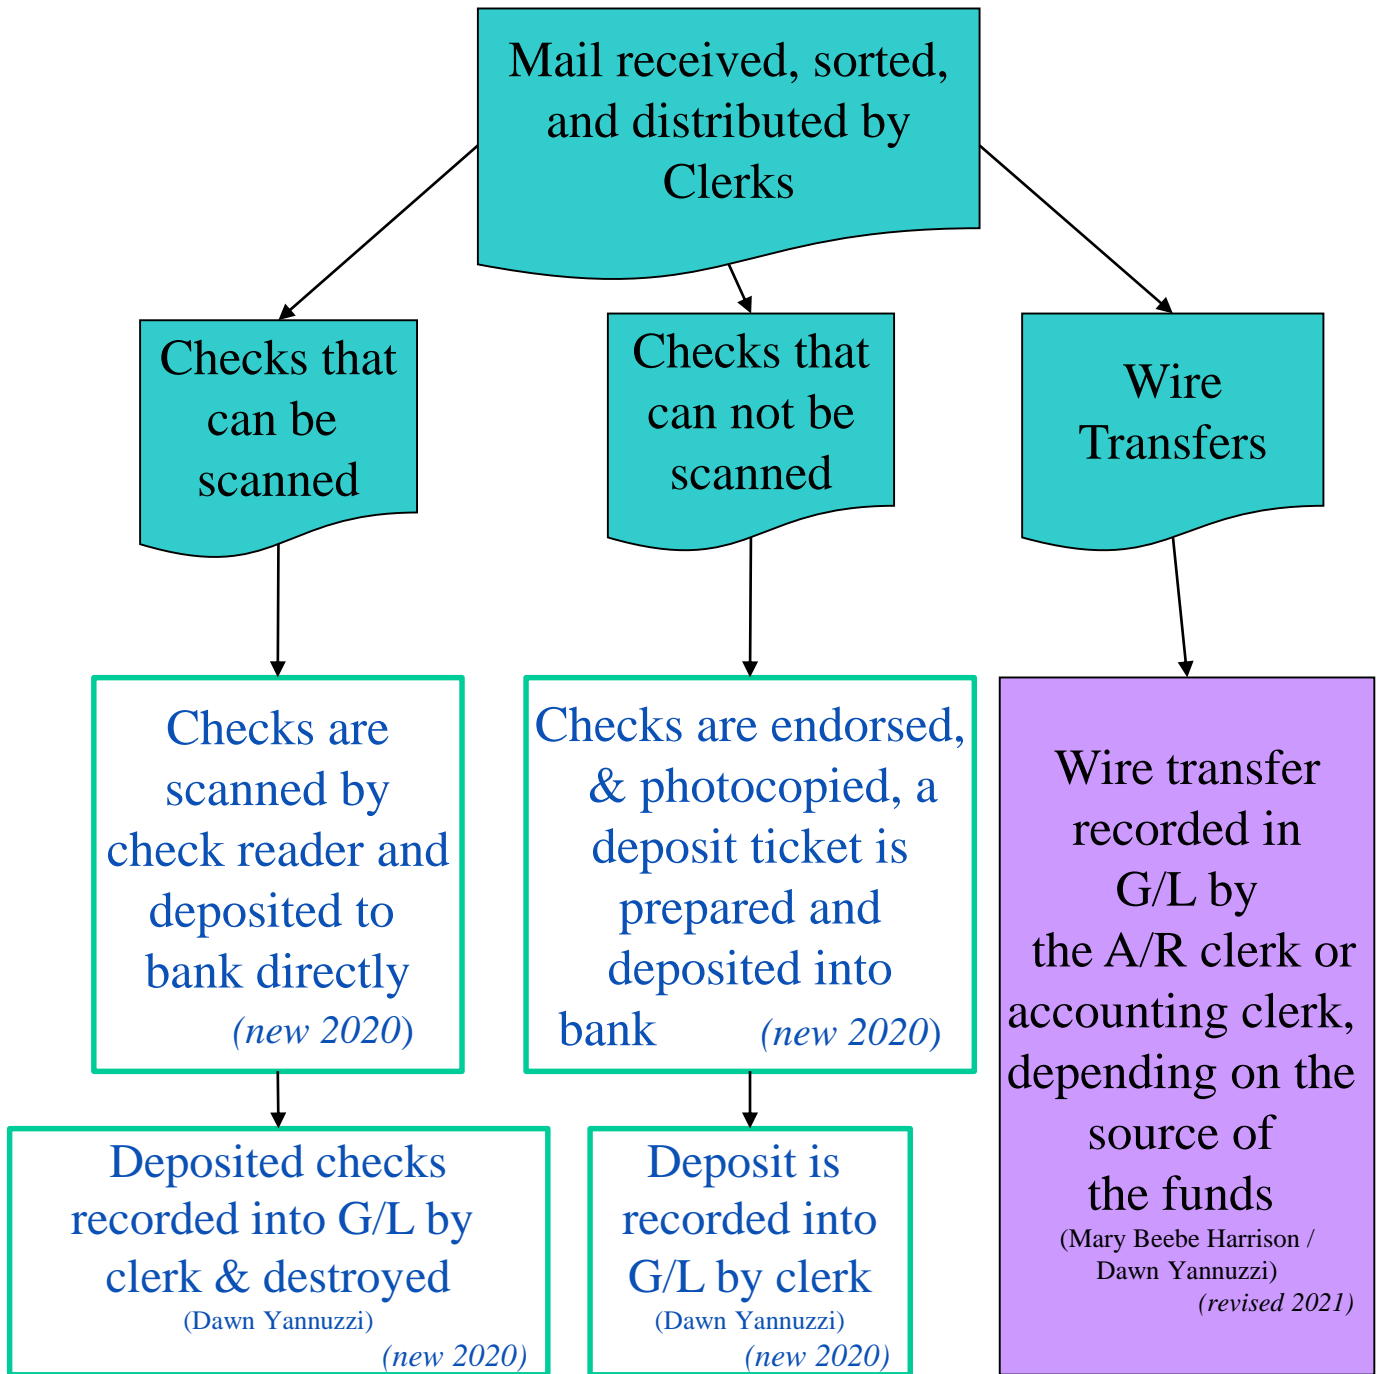 Mail received, sorted,
and distributed by
Clerks
Checks that
can be
scanned
Checks that
can not be
scanned
Wire
Transfers
Checks are
scanned by
check reader and
deposited to
bank directly
(new 2020)
Checks are endorsed,
& photocopied, a
deposit ticket is
prepared and
deposited into
bank (new 2020)
Wire transfer
recorded in
G/L by
the A/R clerk or
accounting clerk,
depending on the
source of
the funds
(Mary Beebe Harrison /
Dawn Yannuzzi)
(revised 2021)
Deposited checks
recorded into G/L by
clerk & destroyed
(Dawn Yannuzzi)
(new 2020)
Deposit is
recorded into
G/L by clerk
(Dawn Yannuzzi)
(new 2020)